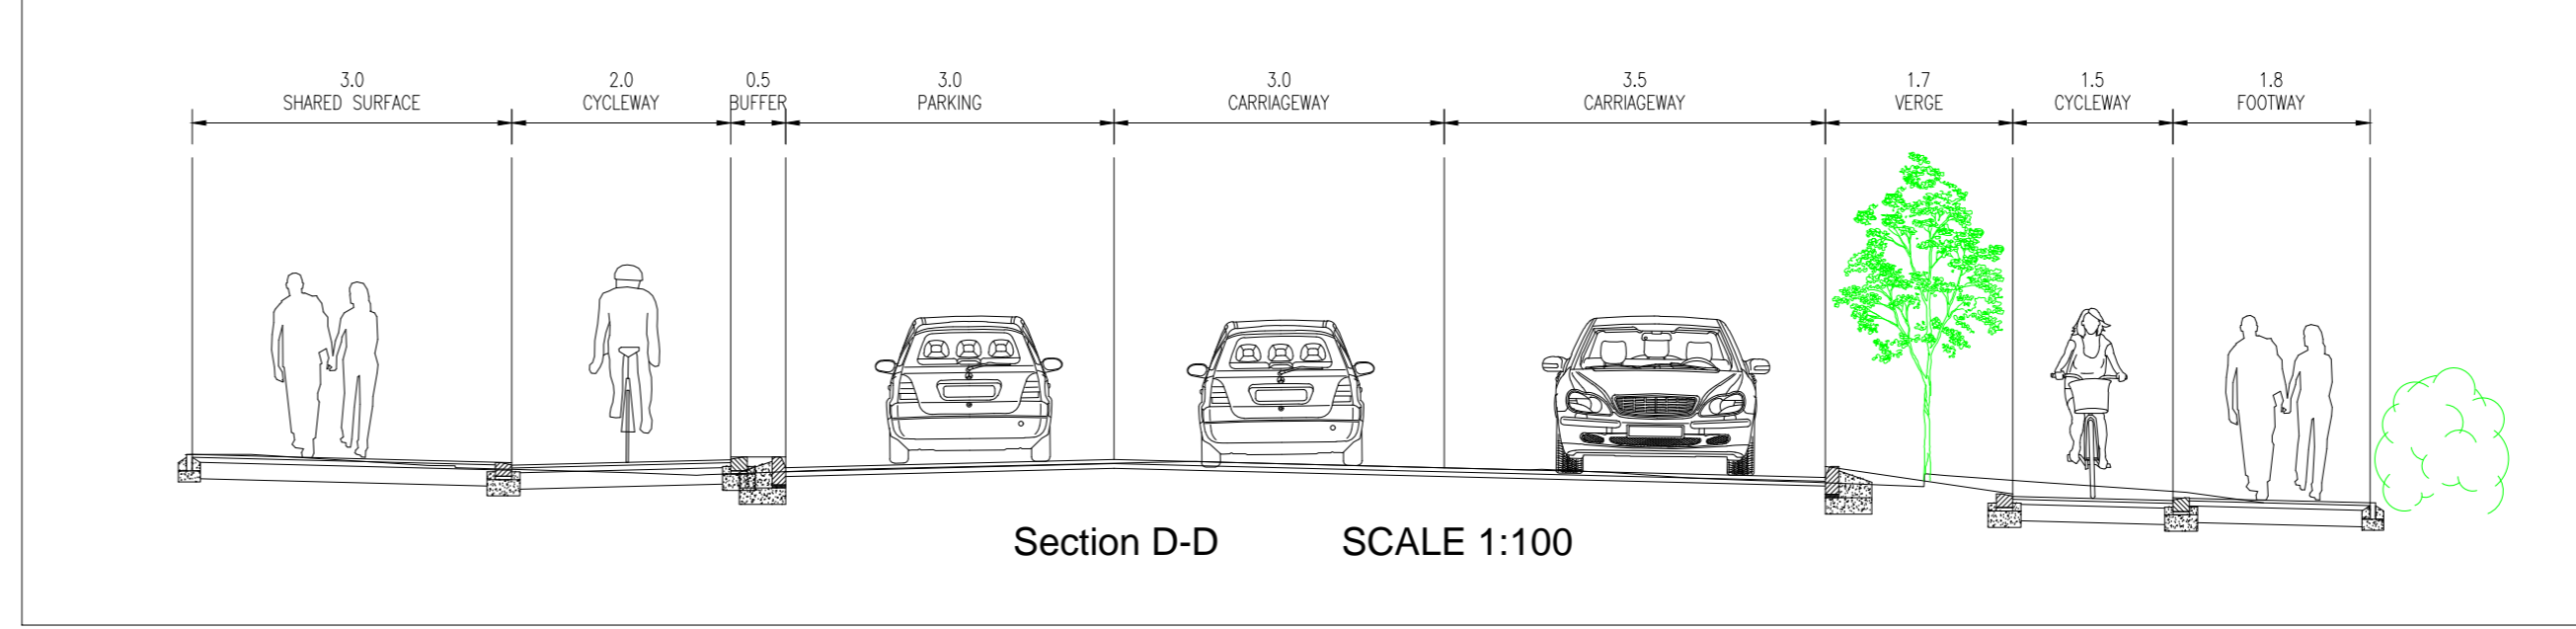 3.0
SHARED SURFACE
2.0
CYCLEWAY
0.5
BUFFER
3.0
PARKING
3.0
CARRIAGEWAY
3.5
CARRIAGEWAY
1.7
VERGE
1.5
CYCLEWAY
1.8
FOOTWAY
Section D-D SCALE 1:100